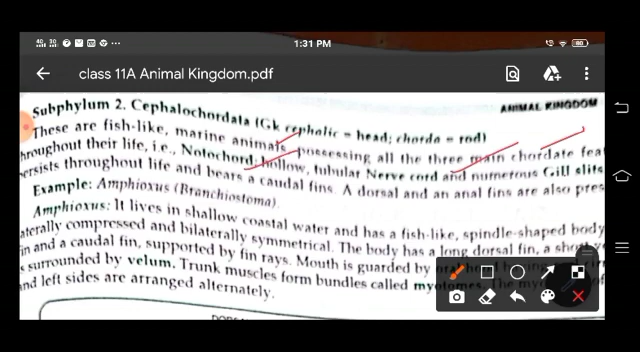 1:31 PM
60
class 11A Animal Kingdom.pdf
ANIMAL KINGDOM
Subphylum 2. Cephalochordata (Gk cephalic = head; chorda = rod)
These are fish-like, marine animals possessing all the three main chordate
throughout their life, i.e., Notochord; hollow, tubular Nerve cord and numerous Gill slits
persists throughout life and bears a caudal fins. A dorsal and an anal fins are also
Example: Amphioxus (Branchiostoma).
Amphioxus: It lives in shallow coastal water and has a fish-like, spindle-shaped body
laterally compressed and bilaterally symmetrical. The body has a long dorsal fin, a
in and a caudal fin, supported by fin rays. Mouth is guarded by
surrounded by velum. Trunk muscles form bundles called
and left sides are arranged alternately.